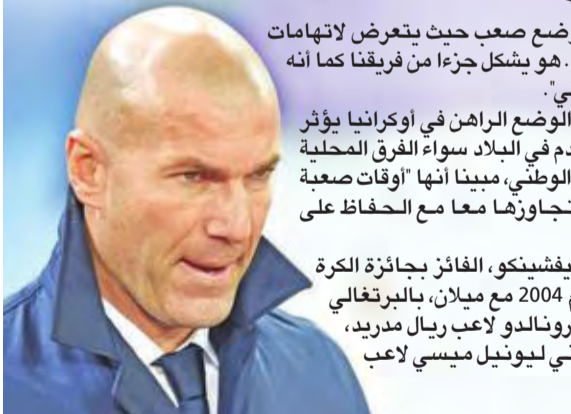 وضع صعب حيث يتعرض لاتهامات
. هو يشكل جزءا من فريقنا كما أنه
ي".
الوضع الراهن في أوكرانيا يؤثر
دم في البلاد سواء الفرق المحلية
الوطني، مبينا أنها "أوقات صعبة
تجاوزها معا مع الحفاظ على
يفشينكو، الفائز بجائزة الكرة
م 2004 مع ميلان، بالبرتغالي
رونالدو لاعب ريال مدريد،
ني ليونيل ميسي لاعب